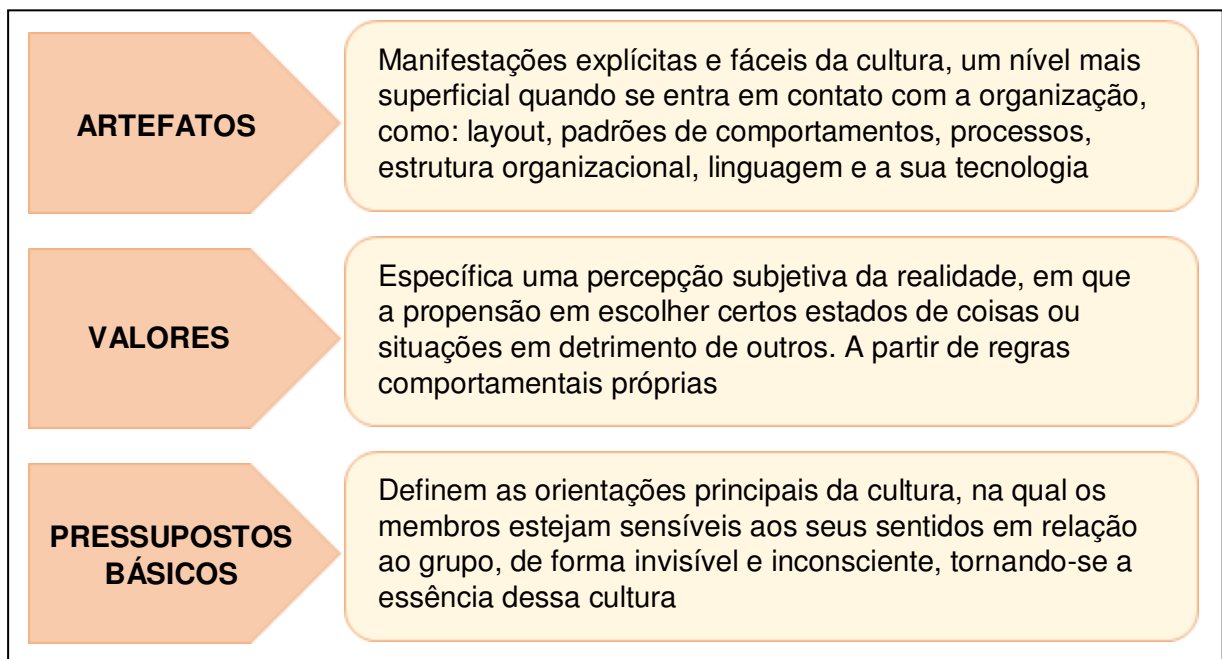 ARTEFATOS
Manifestações explícitas e fáceis da cultura, um nível mais
superficial quando se entra em contato com a organização,
como: layout, padrões de comportamentos, processos,
estrutura organizacional, linguagem e a sua tecnologia
VALORES
Específica uma percepção subjetiva da realidade, em que
a propensão em escolher certos estados de coisas ou
situações em detrimento de outros. A partir de regras
comportamentais próprias
PRESSUPOSTOS
BÁSICOS
Definem as orientações principais da cultura, na qual os
membros estejam sensíveis aos seus sentidos em relação
ao grupo, de forma invisível e inconsciente, tornando-se a
essência dessa cultura